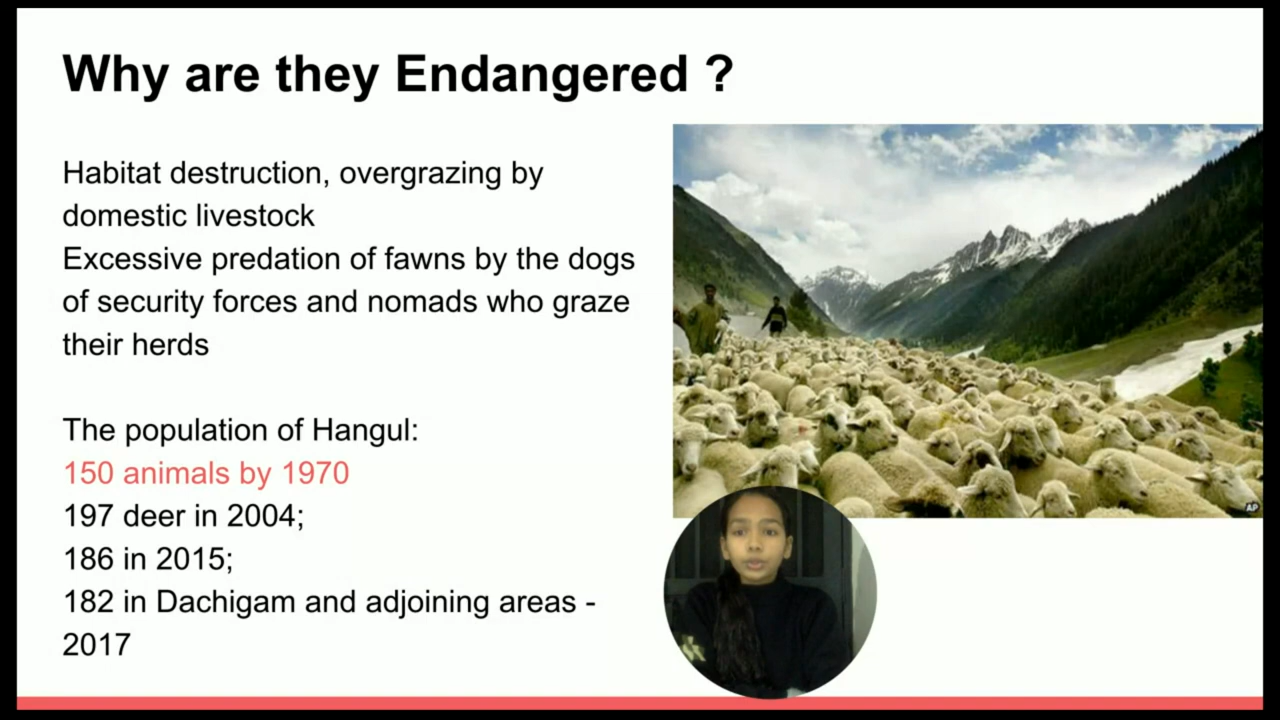 Why are they Endangered ?
Habitat destruction, overgrazing by
domestic livestock
Excessive predation of fawns by the dogs
of security forces and nomads who graze
their herds
The population of Hangul:
150 animals by 1970
197 deer in 2004;
186 in 2015;
182 in Dachigam and adjoining areas -
2017
AP